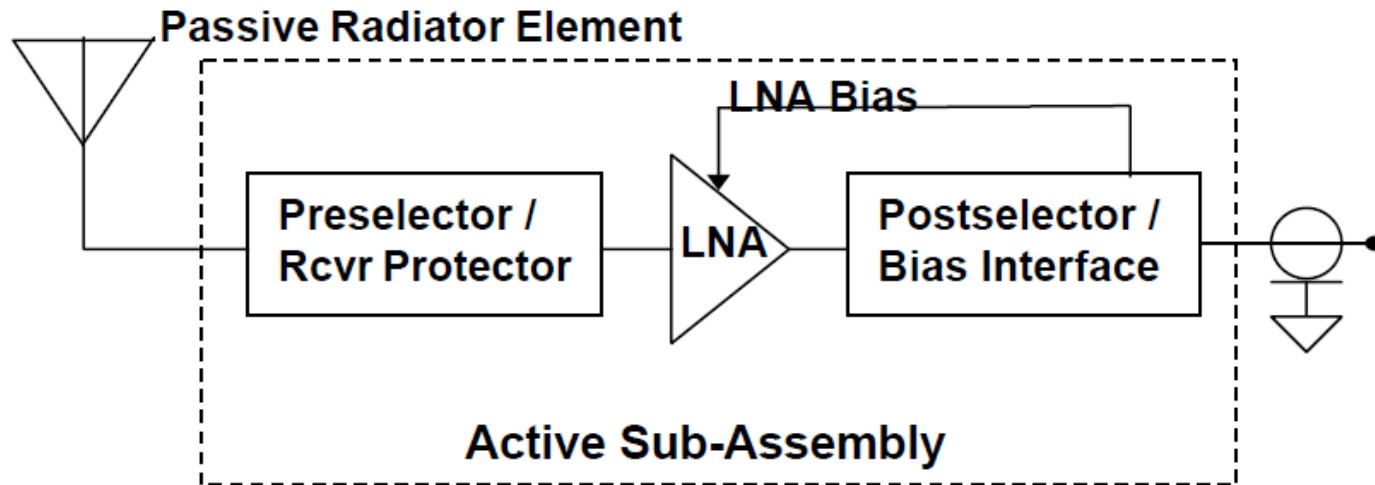 Passive Radiator Element
LNA Bias
Preselector /
Rcvr Protector
LNA
Postselector /
Bias Interface
Active Sub-Assembly